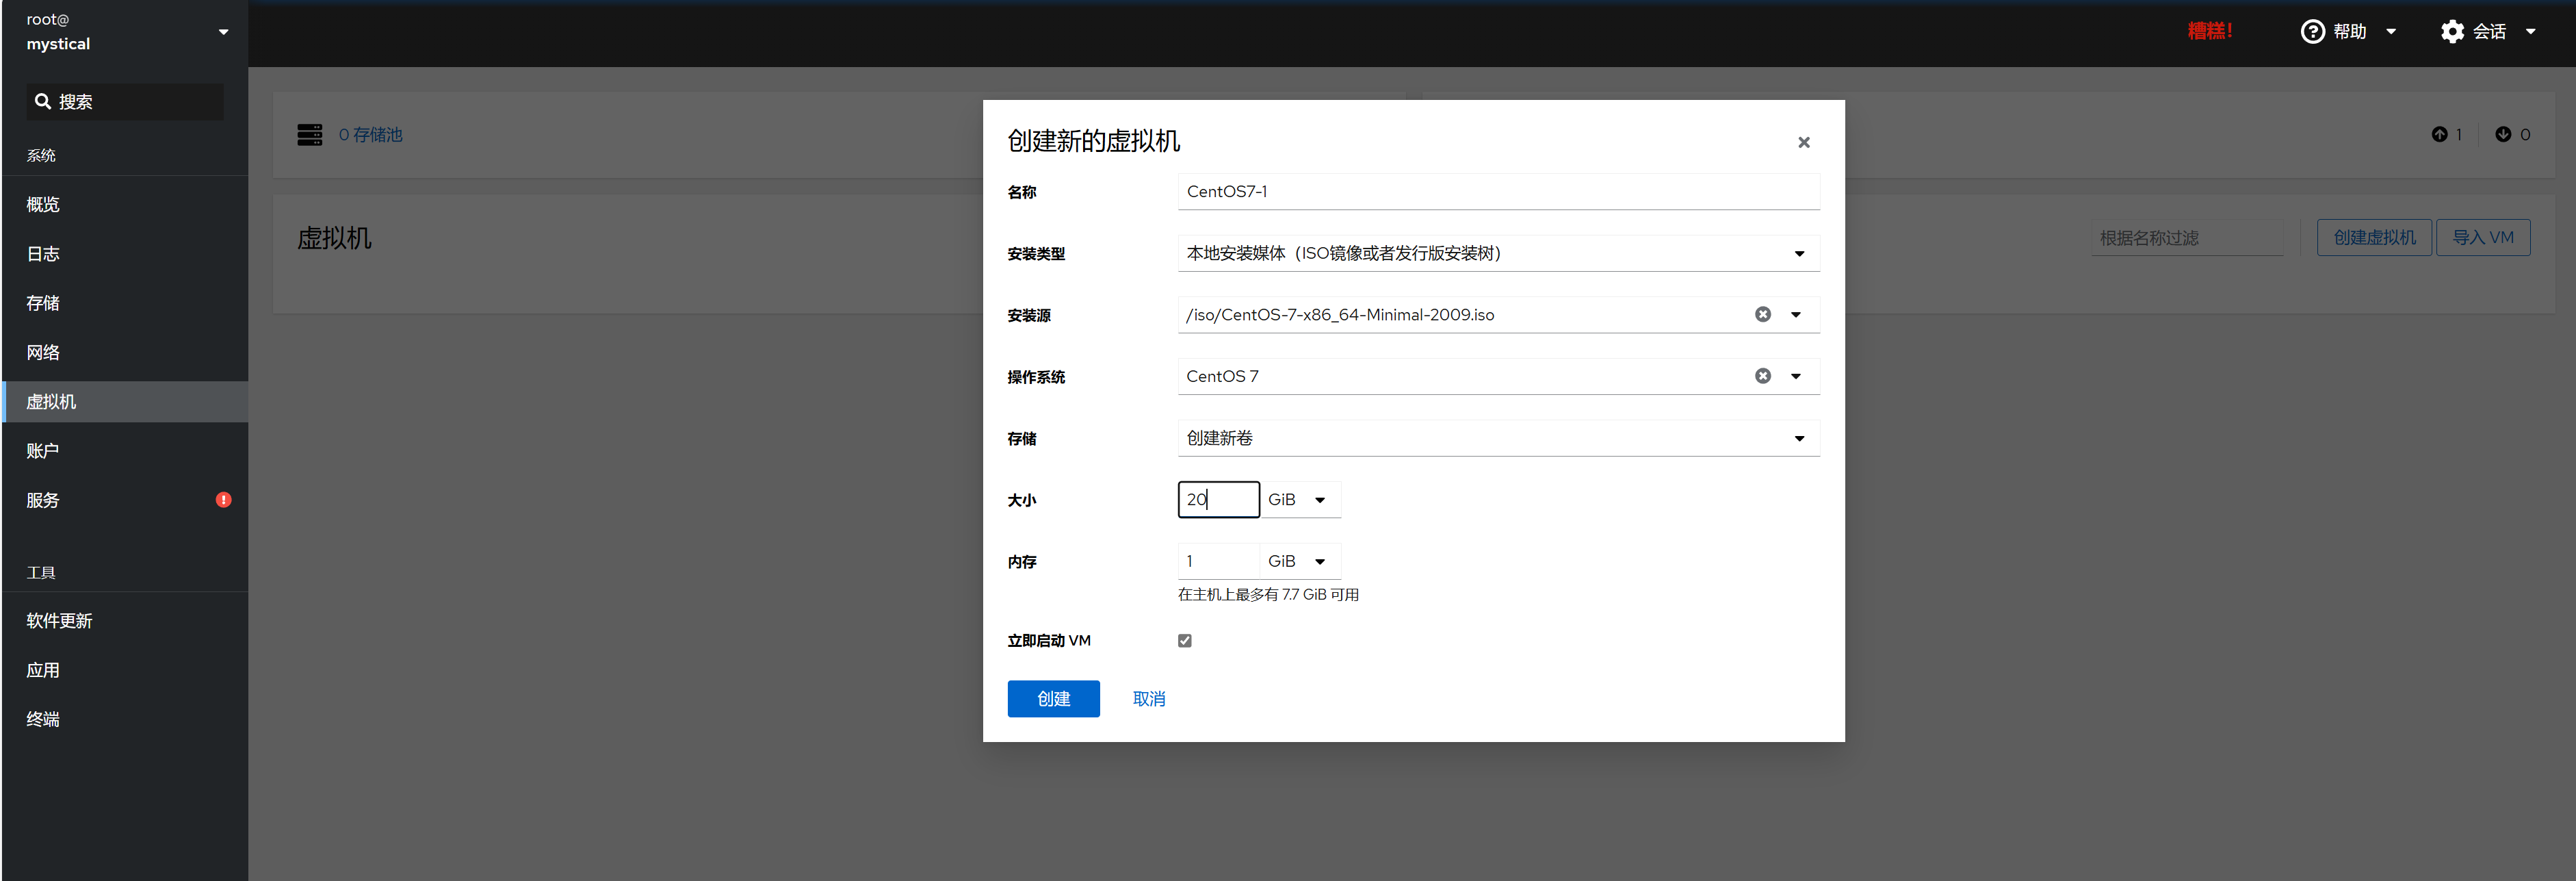 root@
mystical
糟糕!
帮助
会话
搜索
系统
概览
日志
存储
网络
虚拟机
账户
服务
工具
软件更新
应用
终端
0 存储池
1
0
虚拟机
根据名称过滤
创建虚拟机
导入 VM
创建新的虚拟机
名称
CentOS7-1
安装类型
本地安装媒体（ISO镜像或者发行版安装树）
安装源
/iso/CentOS-7-x86_64-Minimal-2009.iso
操作系统
CentOS 7
存储
创建新卷
大小
20 GiB
内存
1 GiB
在主机上最多有 7.7 GiB 可用
立即启动 VM
创建
取消